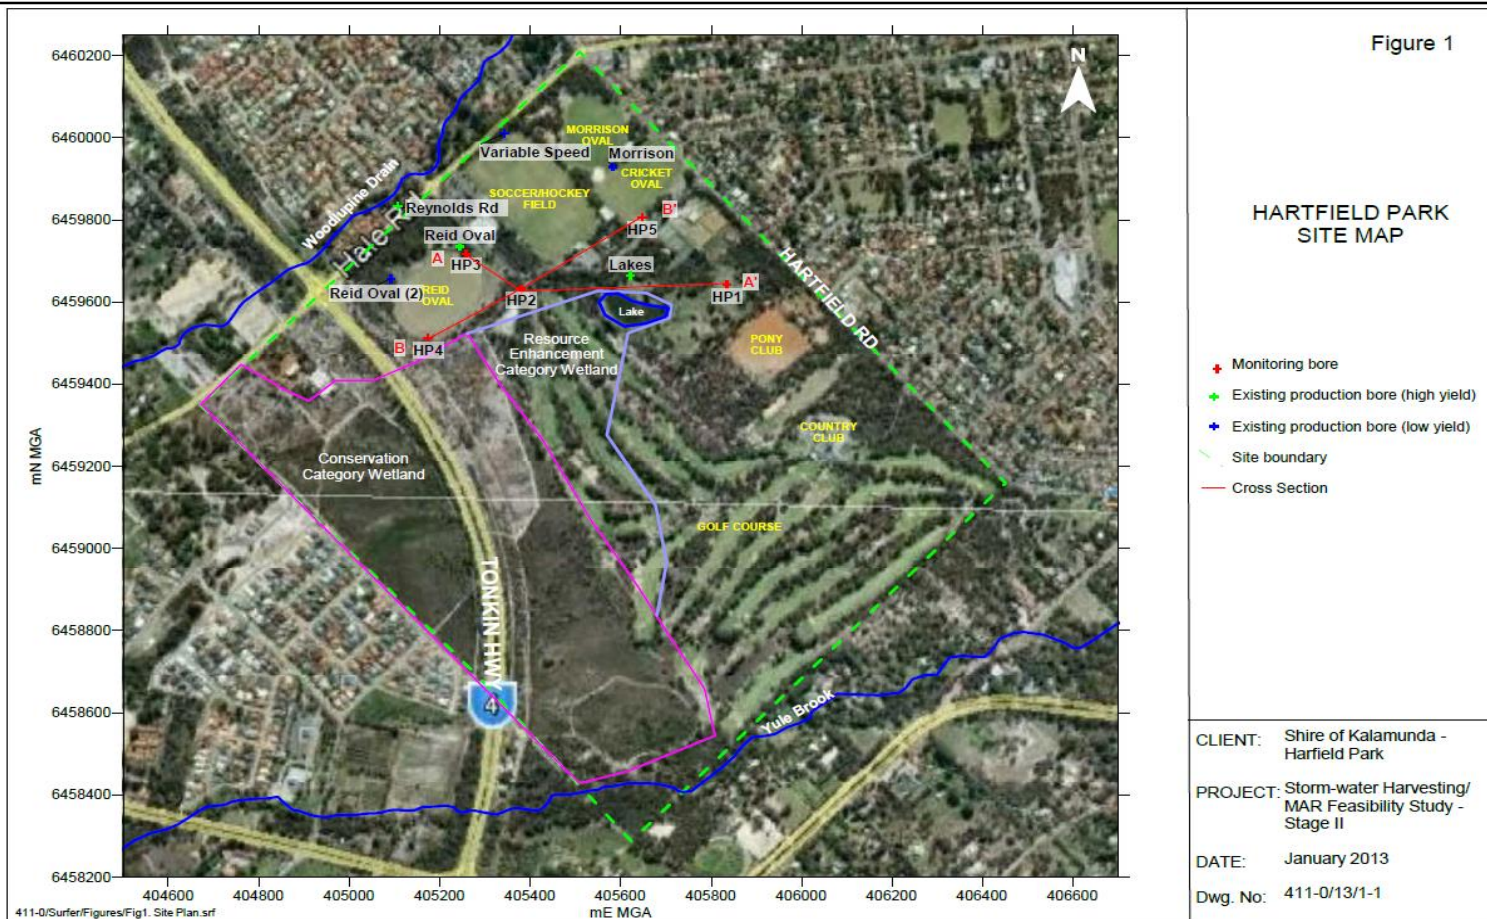 Figure 1
HARTFIELD PARK
SITE MAP
Monitoring bore
Existing production bore (high yield)
Existing production bore (low yield)
Site boundary
Cross Section
CLIENT: Shire of Kalamunda -
Harfield Park
PROJECT: Storm-water Harvesting/
MAR Feasibility Study -
Stage II
DATE: January 2013
Dwg. No: 411-0/13/1-1
mN MGA
6460200
6460000
6459800
6459600
6459400
6459200
6459000
6458800
6458600
6458400
6458200
404600 404800 405000 405200 405400 405600 405800 406000 406200 406400 406600
mE MGA
411-0/Surfer/Figures/Fig1. Site Plan.srf
N
MORRISON
OVAL
Variable Speed
Morrison
CRICKET
OVAL
SOCCER/HOCKEY
FIELD
Woodlupine Drain
Hale R
Reynolds Rd
B'
HP5
Reid Oval
A
HP3
Lakes
A'
HP1
HARTFIELD RD
Reid Oval (2)
REID
OVAL
HP2
Lake
B
HP4
Resource
Enhancement
Category Wetland
PONY
CLUB
COUNTRY
CLUB
Conservation
Category Wetland
GOLF COURSE
TONKIN HWY
4
Yule Brook